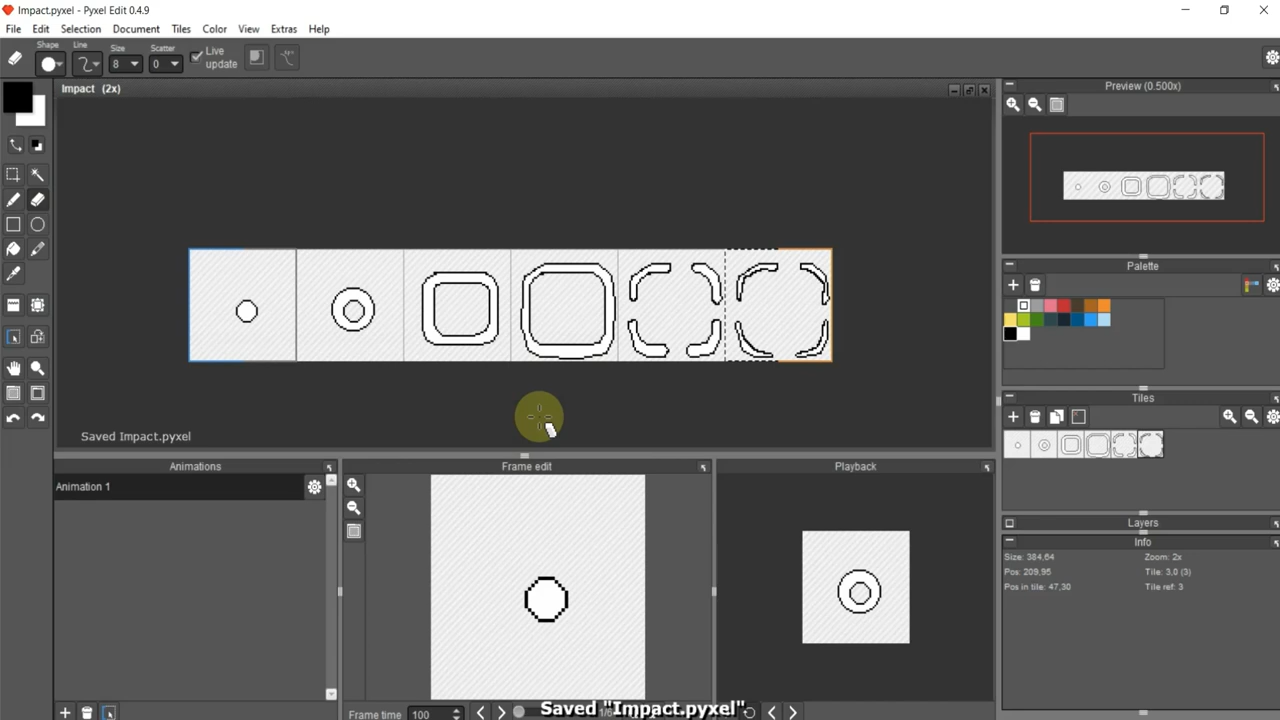 Impact.pyxel - Pyxel Edit 0.4.9
File Edit Selection Document Tiles Color View Extras Help
Shape Line Size Scatter
8 0 Live update
Impact (2x)
Preview (0.500x)
Palette
Saved Impact.pyxel
Tiles
Animations
Frame edit
Playback
Animation 1
Layers
Info
Size: 384,64 Zoom: 2x
Pos: 209,95 Tile: 3,0 (3)
Pos in tile: 47,30 Tile ref: 3
Frame time 100
Saved "Impact.pyxel"